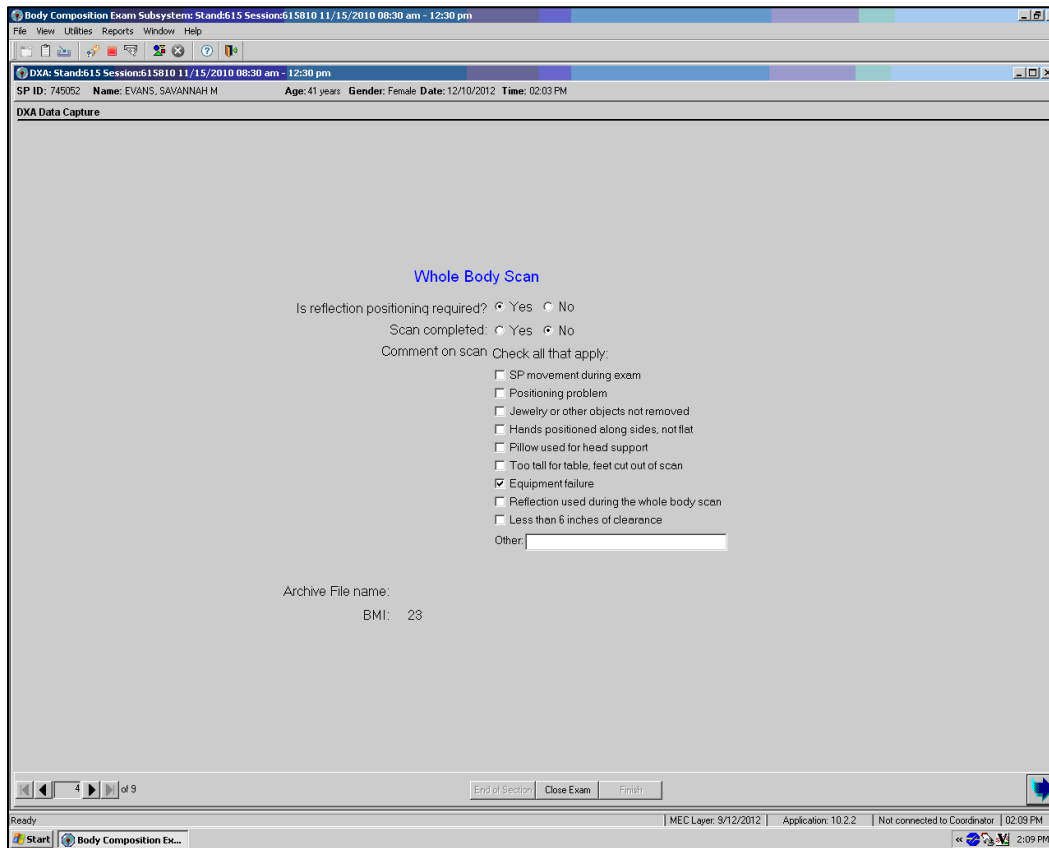 Body Composition Exam Subsystem: Stand:615 Session:615810 11/15/2010 08:30 am - 12:30 pm
File View Utilities Reports Window Help
DXA: Stand:615 Session:615810 11/15/2010 08:30 am - 12:30 pm
SP ID: 745052 Name: EVANS, SAVANNAH M Age: 41 years Gender: Female Date: 12/10/2012 Time: 02:03 PM
DXA Data Capture
Whole Body Scan
Is reflection positioning required? Yes No
Scan completed: Yes No
Comment on scan Check all that apply:
SP movement during exam
Positioning problem
Jewelry or other objects not removed
Hands positioned along sides, not flat
Pillow used for head support
Too tall for table, feet cut out of scan
Equipment failure
Reflection used during the whole body scan
Less than 6 inches of clearance
Other:
Archive File name:
BMI: 23
4 of 9 End of Section Close Exam Finish
Ready MEC Layer: 9/12/2012 Application: 10.2.2 Not connected to Coordinator 02:09 PM
Start Body Composition Ex... 2:09 PM